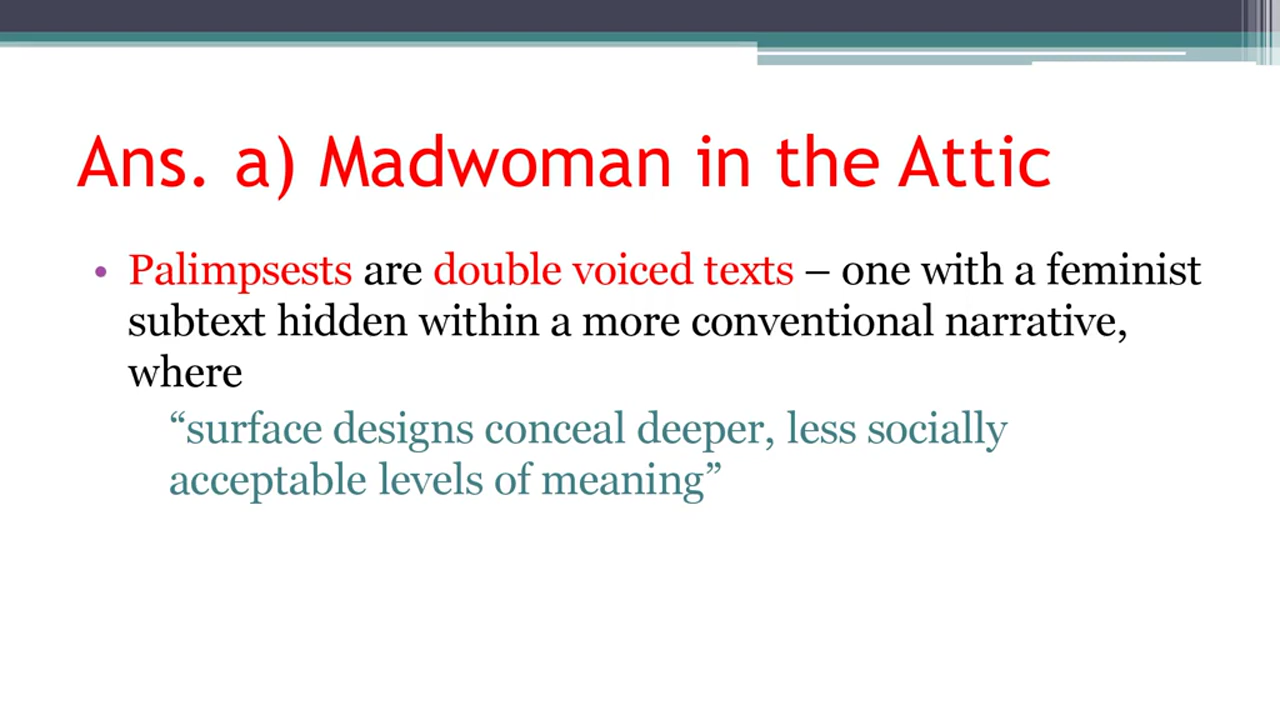 Ans. a) Madwoman in the Attic
• Palimpsests are double voiced texts – one with a feminist
subtext hidden within a more conventional narrative,
where
“surface designs conceal deeper, less socially
acceptable levels of meaning”